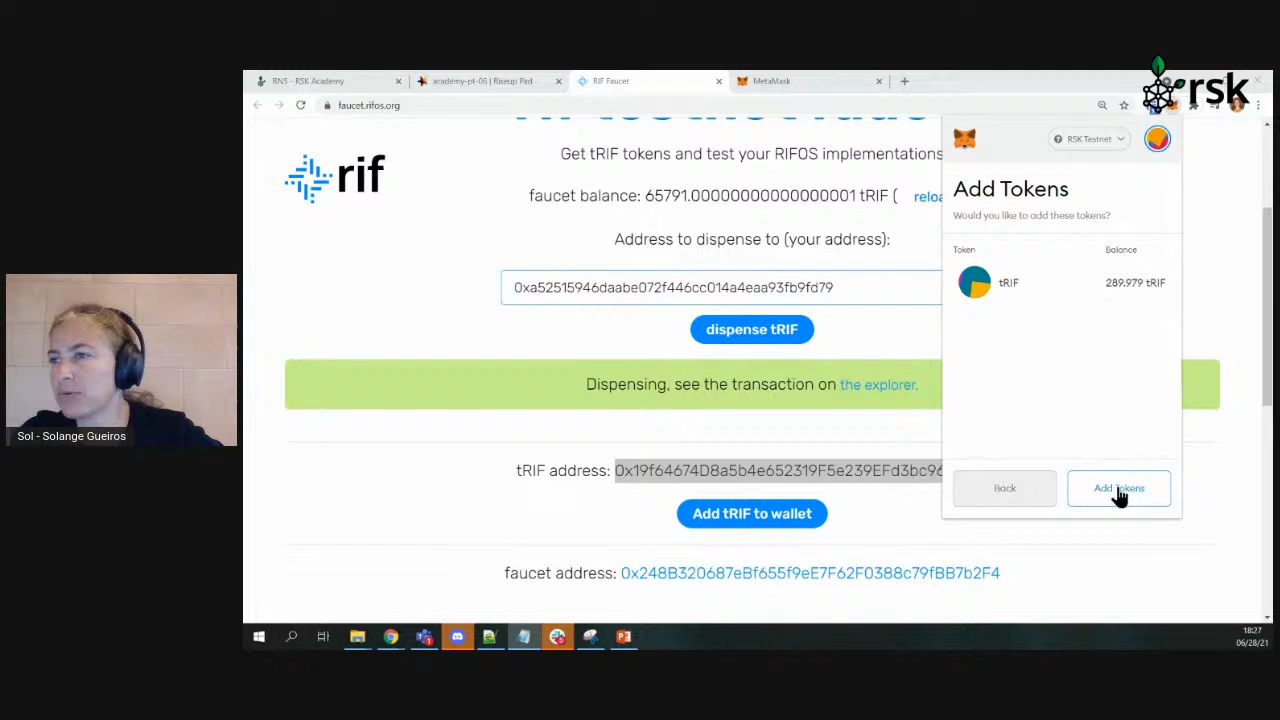 RNS - RSK Academy
academy-pt-06 | Riseup Pad
RIF Faucet
MetaMask
rsk
faucet.rifos.org
rif
Get tRIF tokens and test your RIFOS implementations
faucet balance: 65791.00000000000000001 tRIF (
Address to dispense to (your address):
0xa52515946daabe072f446cc014a4eaa93fb9fd79
dispense tRIF
Dispensing, see the transaction on the explorer.
tRIF address: 0x19f64674D8a5b4e652319F5e239EFd3bc96
Add tRIF to wallet
faucet address: 0x248B320687eBf655f9eE7F62F0388c79fBB7b2F4
RSK Testnet
Add Tokens
Would you like to add these tokens?
Token
Balance
tRIF
289.979 tRIF
Back
Add Tokens
Sol - Solange Gueiros
18:27
06/28/21